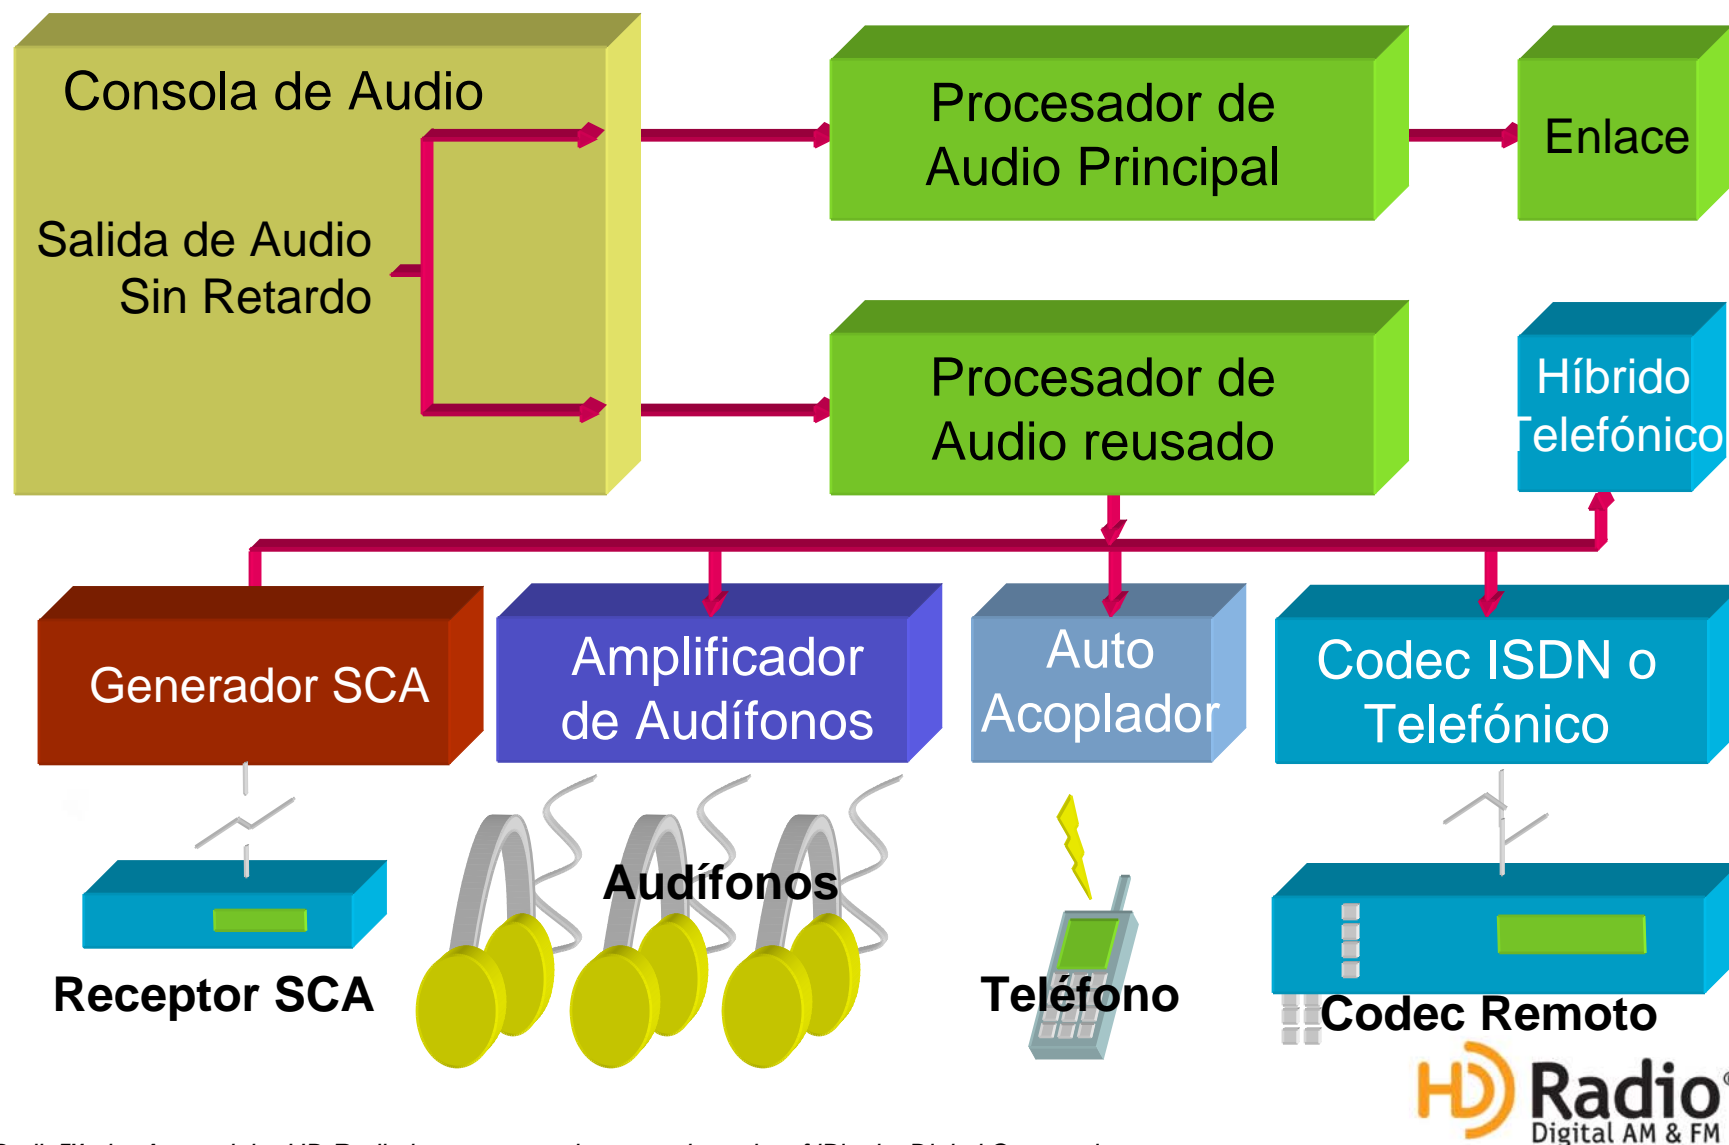 Consola de Audio
Salida de Audio
Sin Retardo
Procesador de
Audio Principal
Enlace
Procesador de
Audio reusado
Híbrido
Telefónico
Generador SCA
Amplificador
de Audífonos
Auto
Acoplador
Codec ISDN o
Telefónico
Receptor SCA
Audífonos
Teléfono
Codec Remoto
HD Radio®
Digital AM & FM